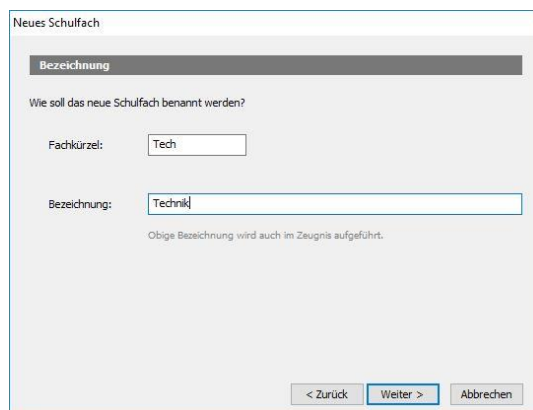 Neues Schulfach
Bezeichnung
Wie soll das neue Schulfach benannt werden?
Fachkürzel: Tech
Bezeichnung: Technik
Obige Bezeichnung wird auch im Zeugnis aufgeführt.
< Zurück Weiter > Abbrechen